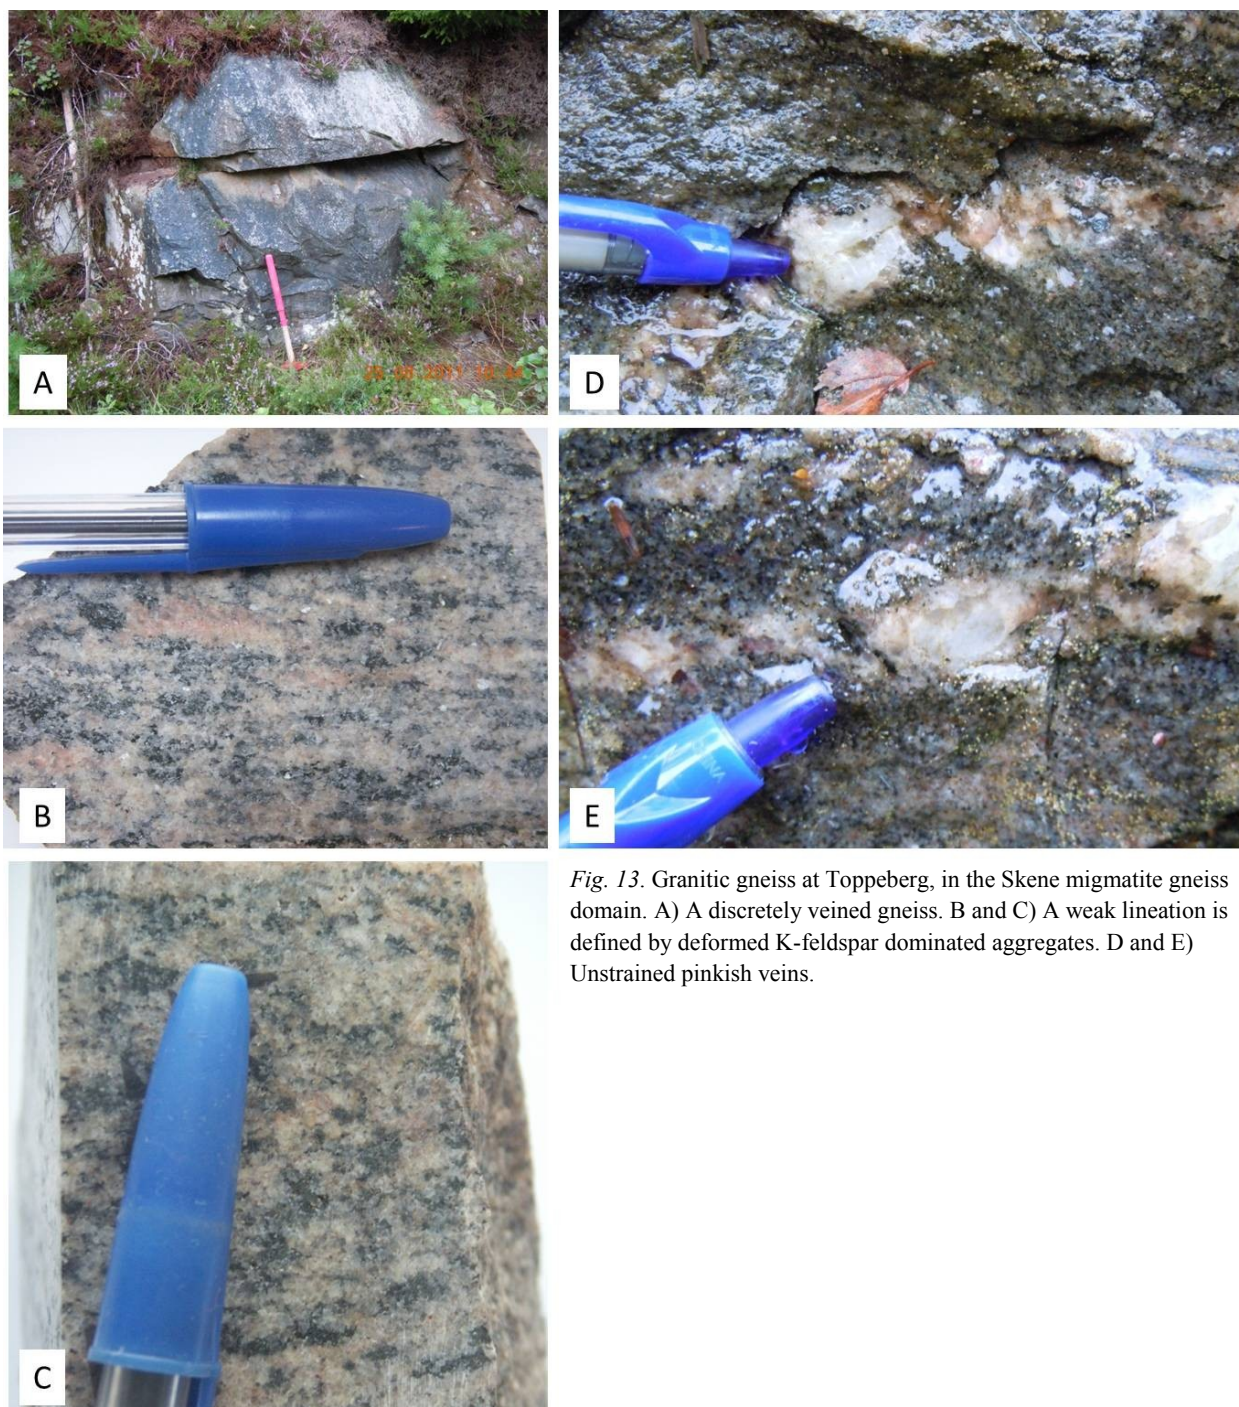 A
D
B
E
C
Fig. 13. Granitic gneiss at Toppeberg, in the Skene migmatite gneiss
domain. A) A discretely veined gneiss. B and C) A weak lineation is
defined by deformed K-feldspar dominated aggregates. D and E)
Unstrained pinkish veins.